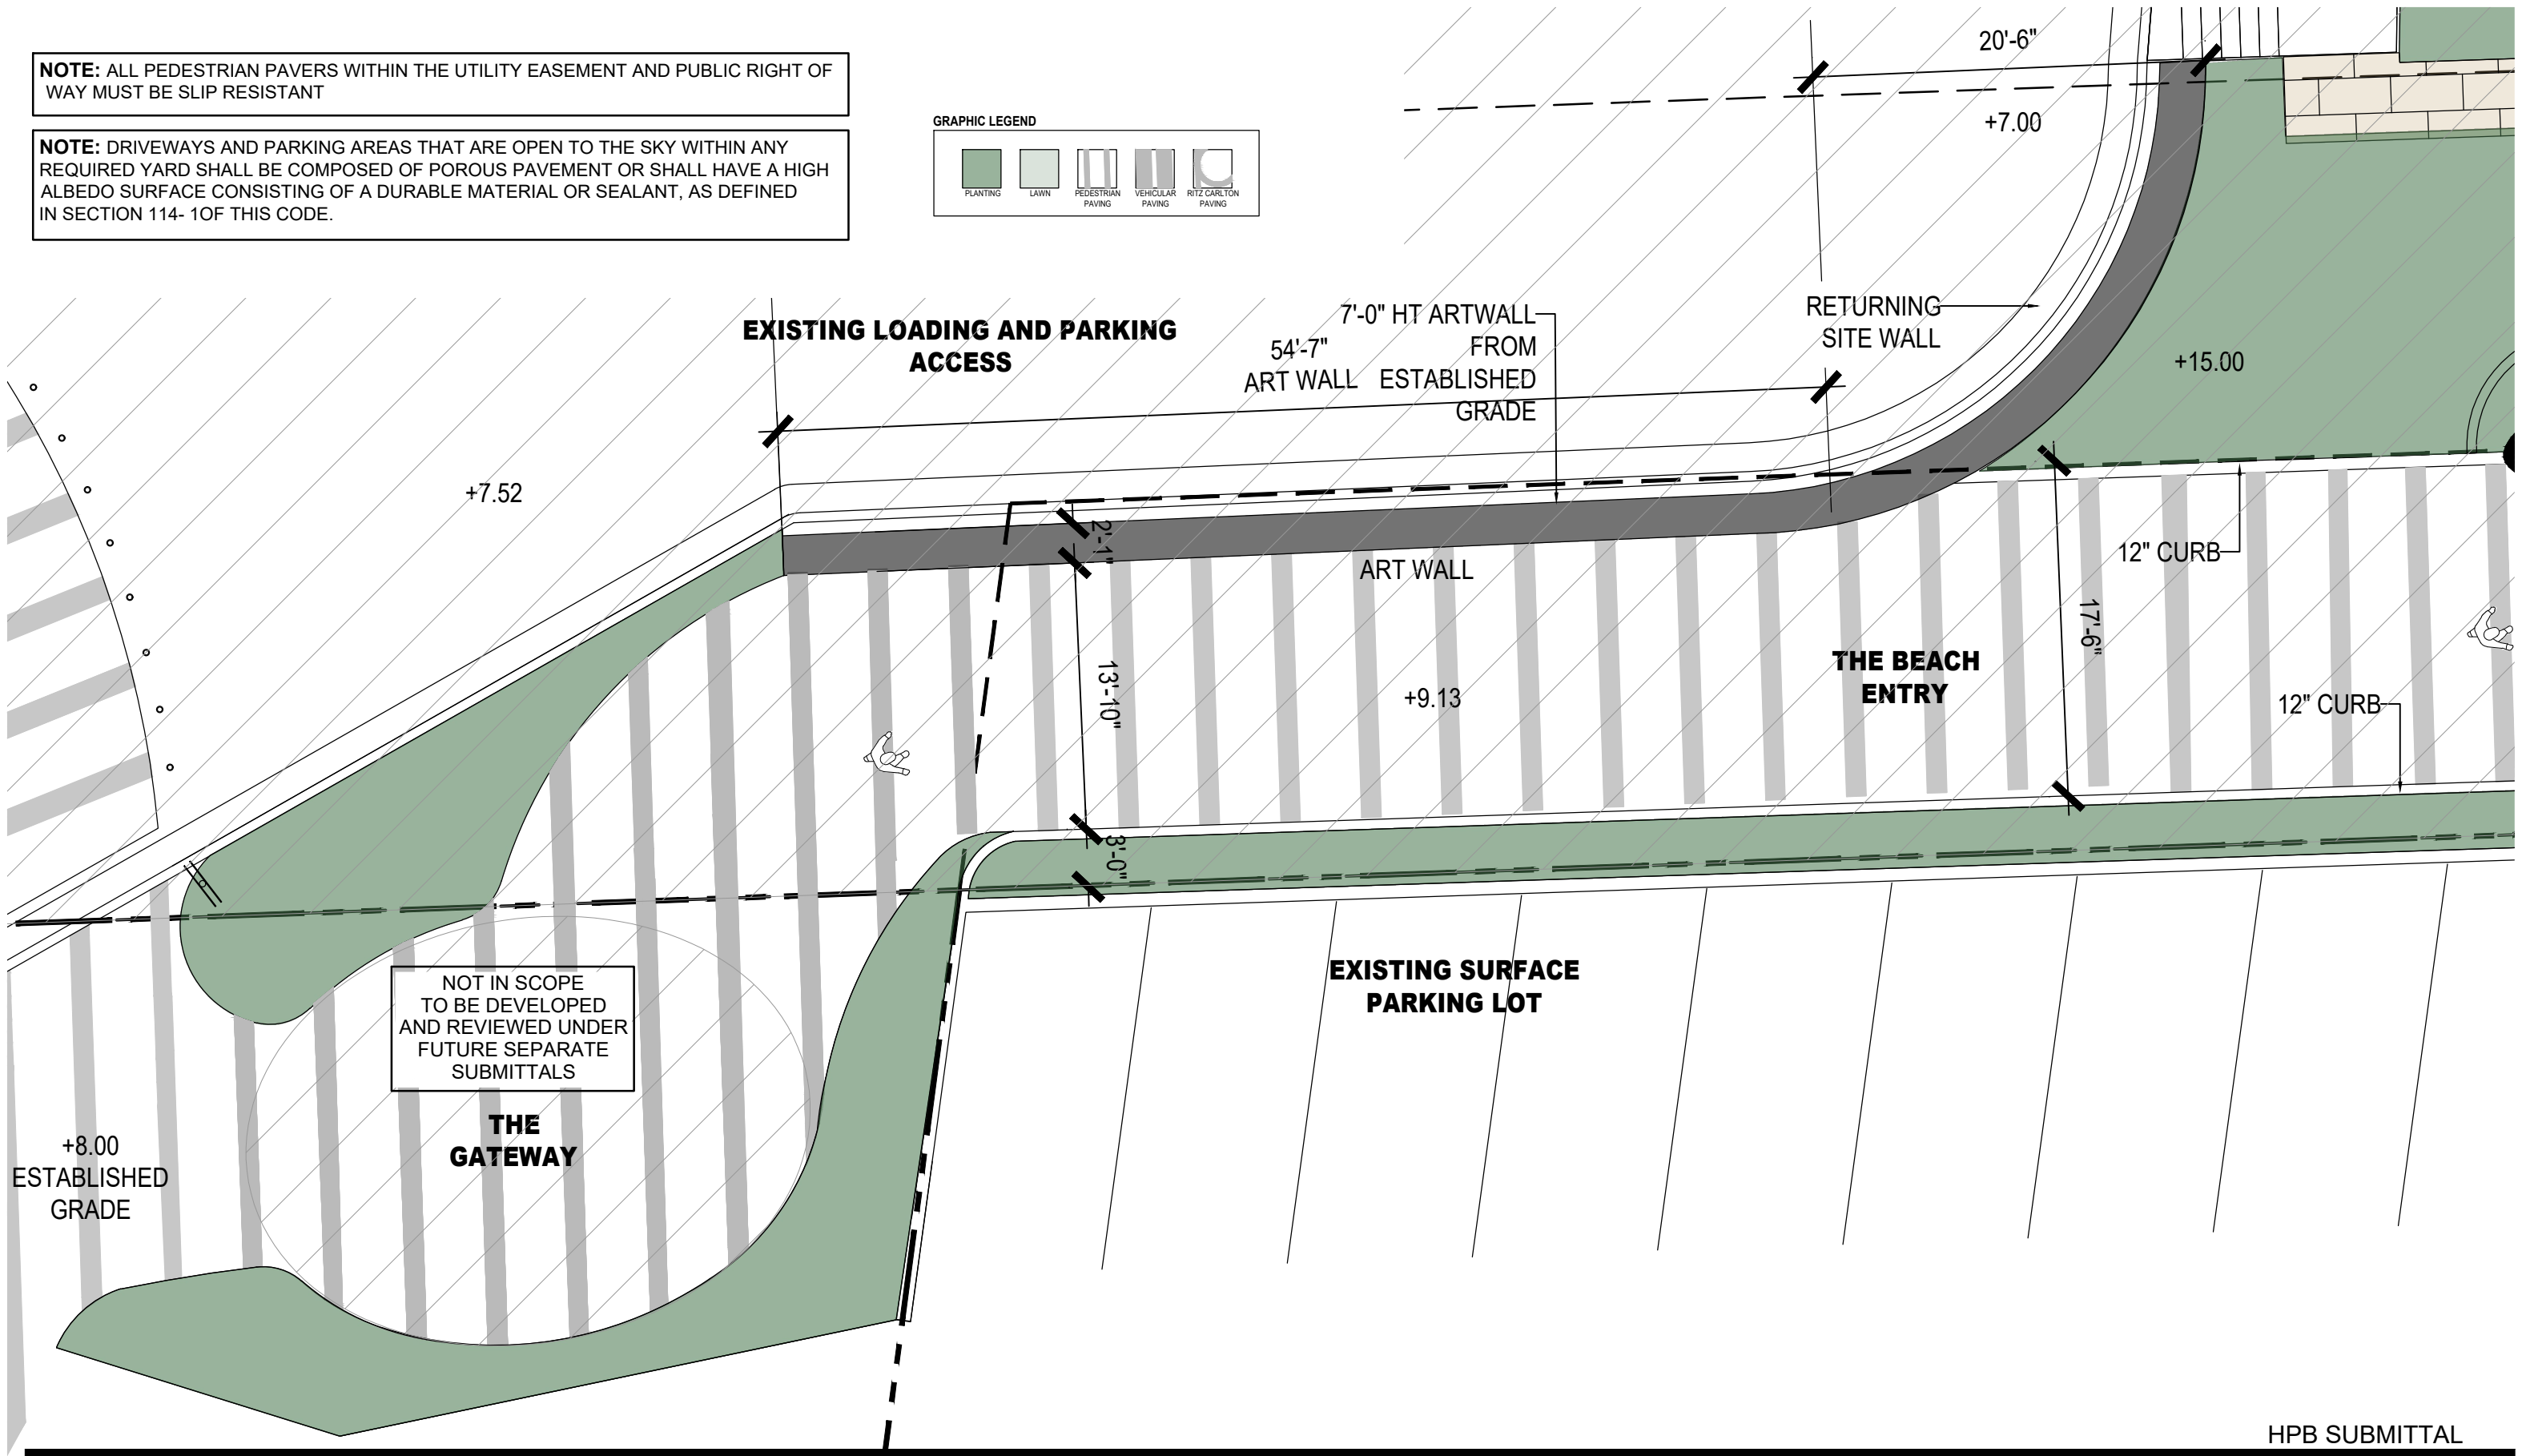 NOTE: ALL PEDESTRIAN PAVERS WITHIN THE UTILITY EASEMENT AND PUBLIC RIGHT OF
WAY MUST BE SLIP RESISTANT
NOTE: DRIVEWAYS AND PARKING AREAS THAT ARE OPEN TO THE SKY WITHIN ANY
REQUIRED YARD SHALL BE COMPOSED OF POROUS PAVEMENT OR SHALL HAVE A HIGH
ALBEDO SURFACE CONSISTING OF A DURABLE MATERIAL OR SEALANT, AS DEFINED
IN SECTION 114- 1OF THIS CODE.
GRAPHIC LEGEND
PLANTING
LAWN
PEDESTRIAN
PAVING
VEHICULAR
PAVING
RITZ CARLTON
PAVING
20'-6"
+7.00
EXISTING LOADING AND PARKING
ACCESS
54'-7"
ART WALL
7'-0" HT ARTWALL
FROM
ESTABLISHED
GRADE
RETURNING
SITE WALL
+15.00
+7.52
2'-1"
ART WALL
12" CURB
13'-10"
+9.13
THE BEACH
ENTRY
17'-6"
12" CURB
3'-0"
EXISTING SURFACE
PARKING LOT
NOT IN SCOPE
TO BE DEVELOPED
AND REVIEWED UNDER
FUTURE SEPARATE
SUBMITTALS
THE
GATEWAY
+8.00
ESTABLISHED
GRADE
HPB SUBMITTAL